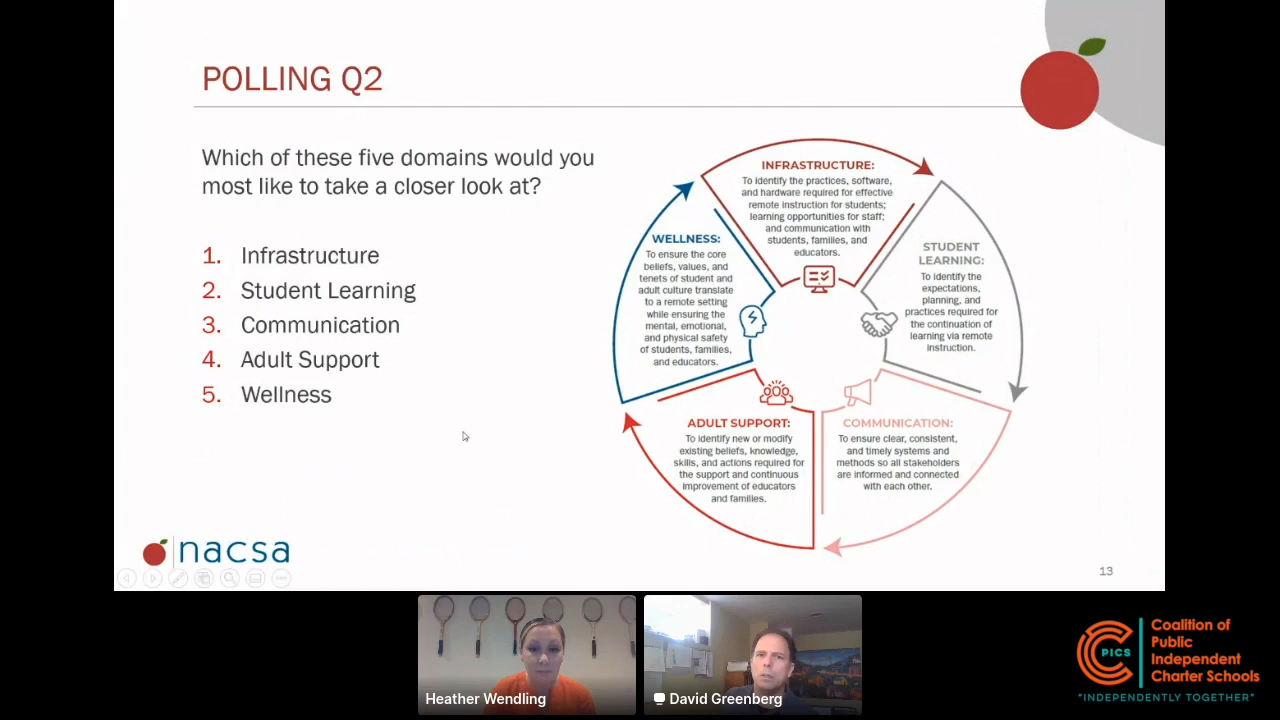 POLLING Q2
Which of these five domains would you
most like to take a closer look at?
1. Infrastructure
2. Student Learning
3. Communication
4. Adult Support
5. Wellness
INFRASTRUCTURE:
To identify the practices, software,
and hardware required for effective
remote instruction for students;
learning opportunities for staff;
and communication with
students, families, and
educators.
STUDENT
LEARNING:
To identify the
expectations,
planning, and
practices required for
the continuation of
learning via remote
instruction.
COMMUNICATION:
To ensure clear, consistent,
and timely systems and
methods so all stakeholders
are informed and connected
with each other.
ADULT SUPPORT:
To identify new or modify
existing beliefs, knowledge,
skills, and actions required for
the support and continuous
improvement of educators
and families.
WELLNESS:
To ensure the core
beliefs, values, and
tenets of student and
adult culture translate
to a remote setting
while ensuring the
mental, emotional,
and physical safety
of students, families,
and educators.
nacsa
13
Heather Wendling
David Greenberg
PICS
Coalition of
Public
Independent
Charter Schools
"INDEPENDENTLY TOGETHER"